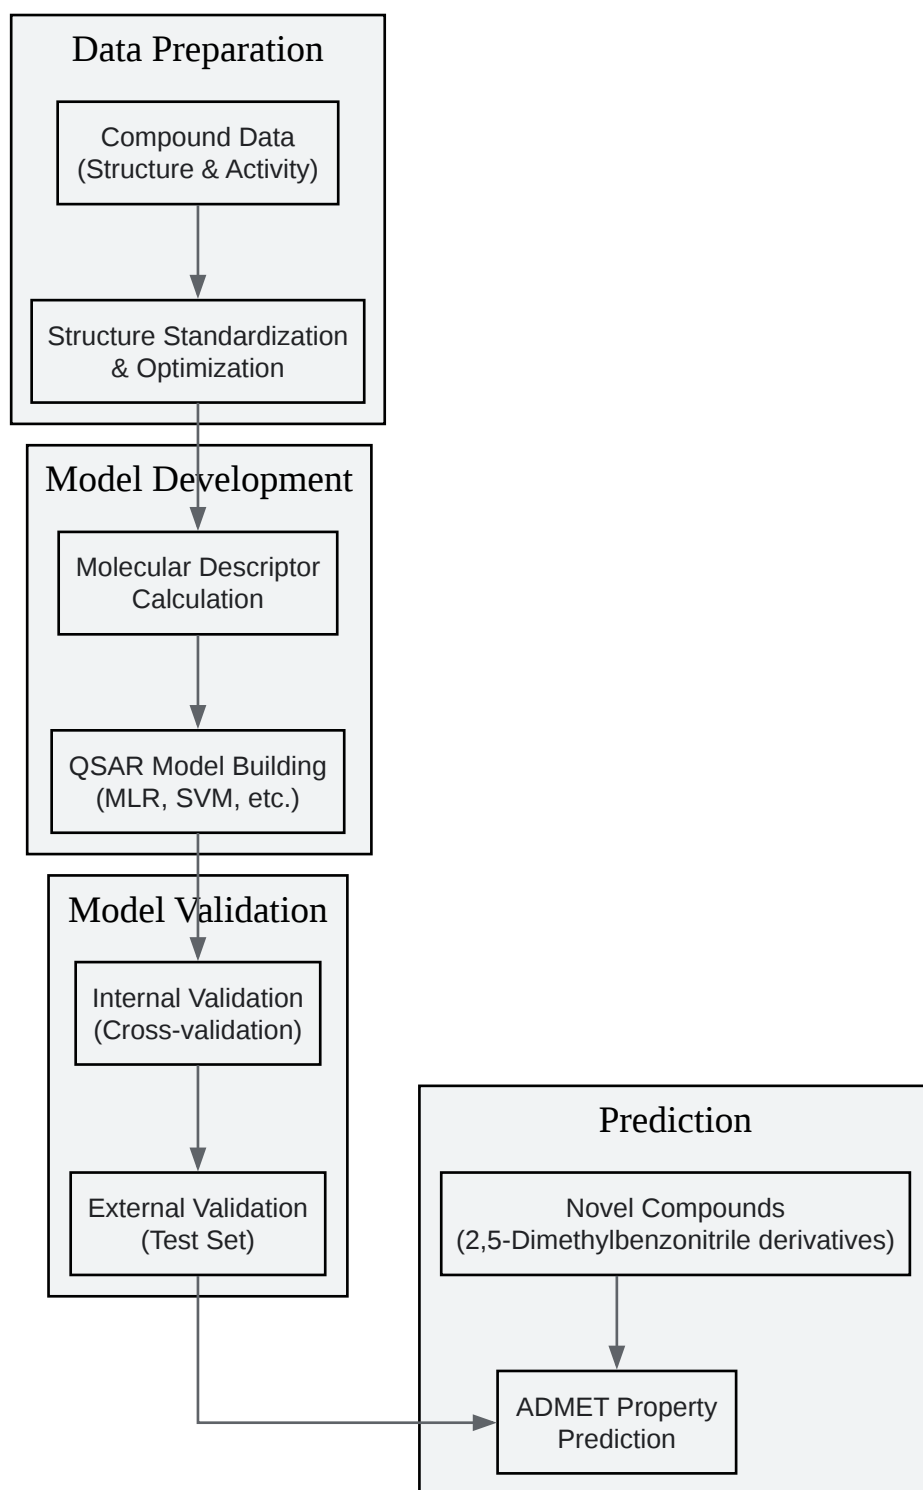 Data Preparation
Compound Data
(Structure & Activity)
Structure Standardization
& Optimization
Model Development
Molecular Descriptor
Calculation
QSAR Model Building
(MLR, SVM, etc.)
Model Validation
Internal Validation
(Cross-validation)
External Validation
(Test Set)
Prediction
Novel Compounds
(2,5-Dimethylbenzonitrile derivatives)
ADMET Property
Prediction